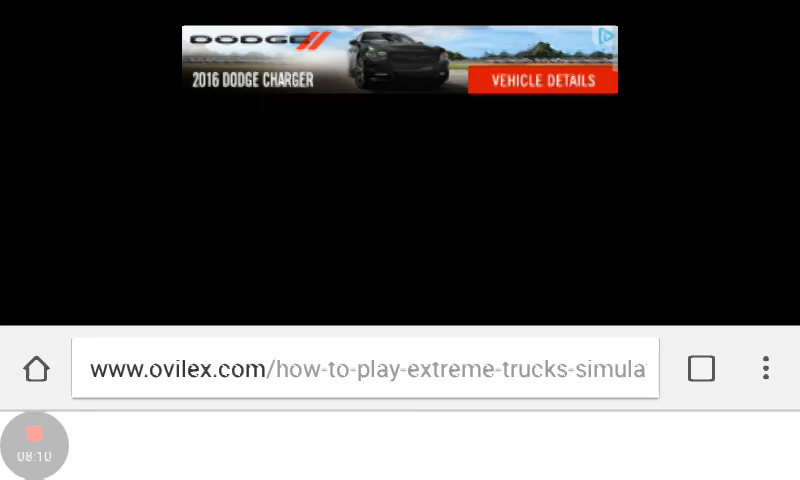 DODGE
2016 DODGE CHARGER
VEHICLE DETAILS
www.ovilex.com/how-to-play-extreme-trucks-simula
08:10